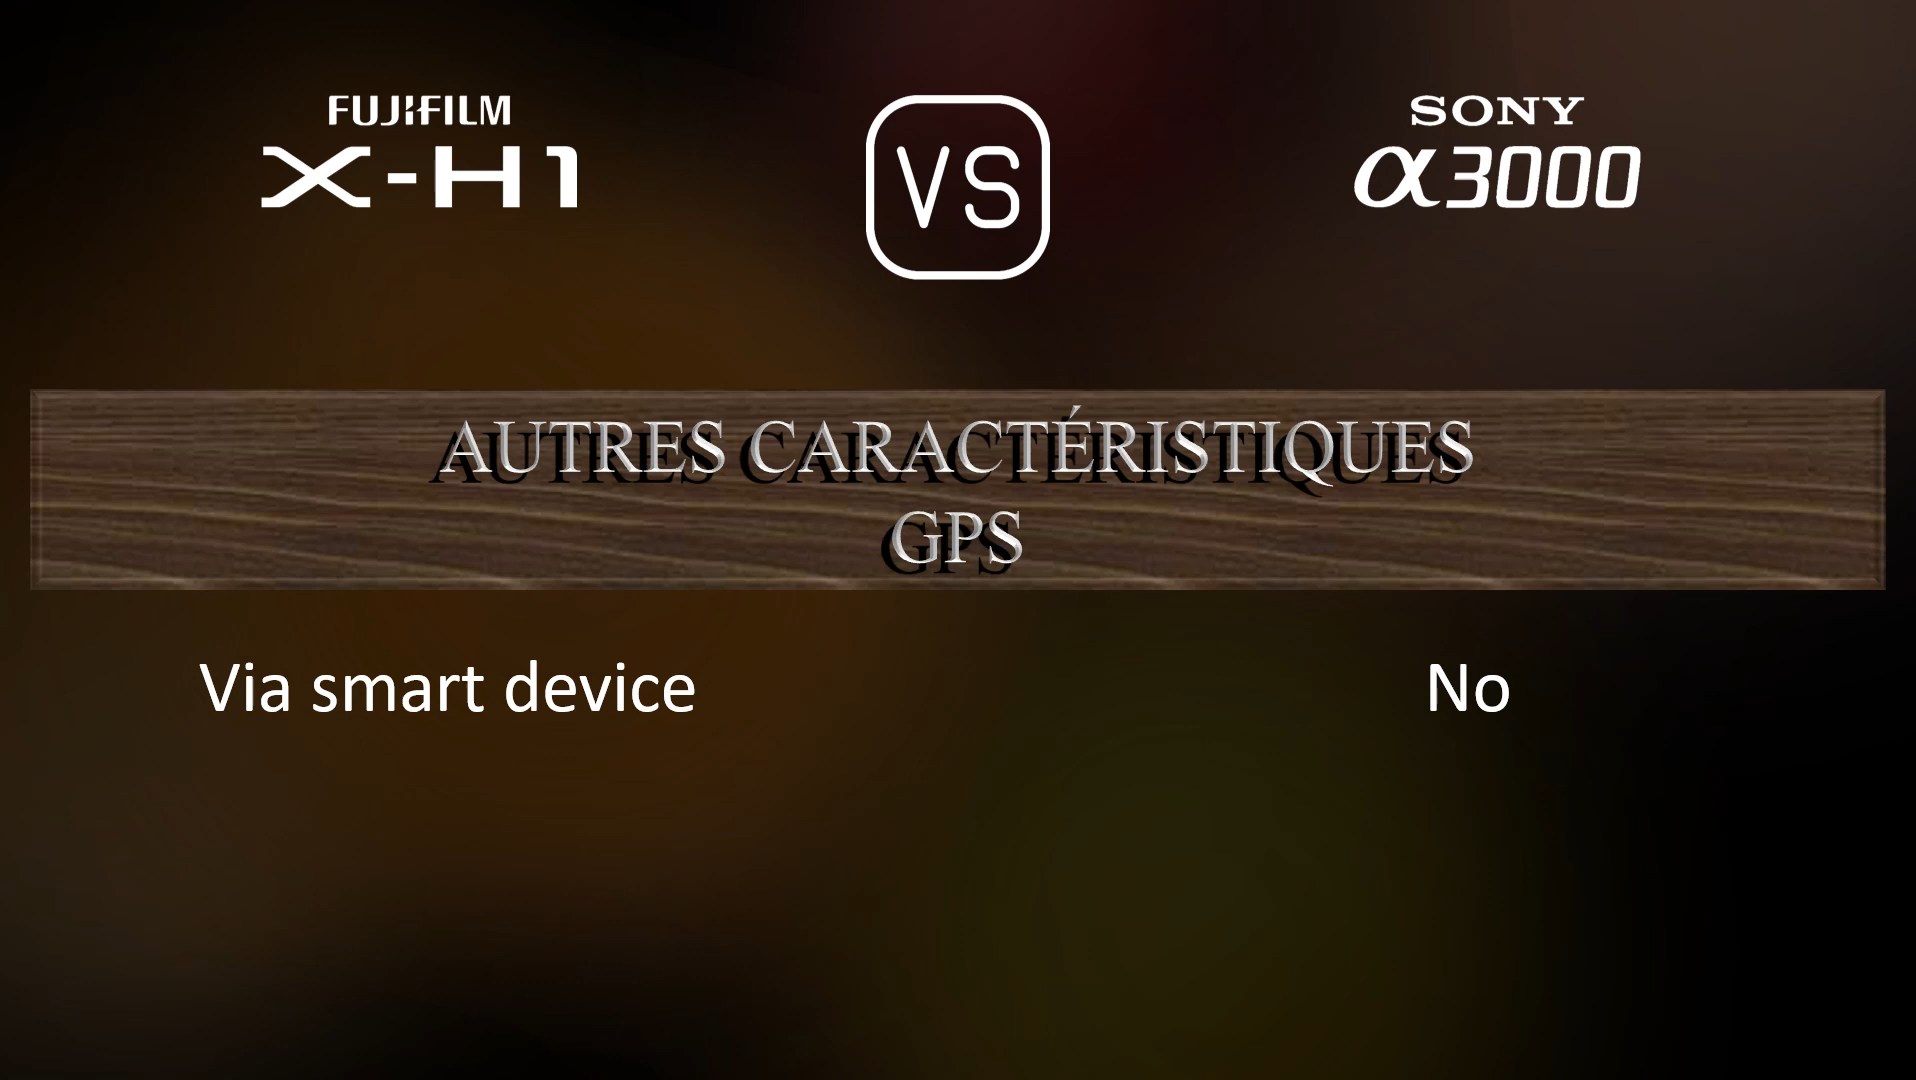 FUJIFILM
X-H1
VS
SONY
α3000
AUTRES CARACTÉRISTIQUES
GPS
Via smart device
No